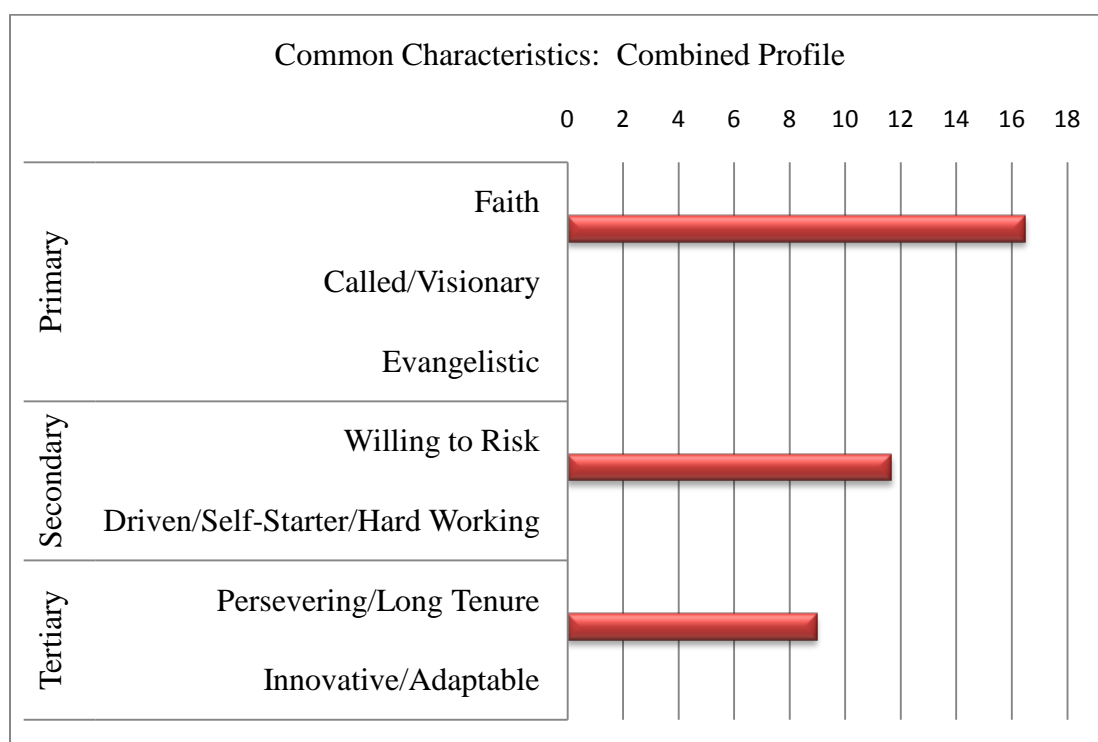 Common Characteristics:  Combined Profile
0 2 4 6 8 10 12 14 16 18
Primary
Faith
Called/Visionary
Evangelistic
Secondary
Willing to Risk
Driven/Self-Starter/Hard Working
Tertiary
Persevering/Long Tenure
Innovative/Adaptable